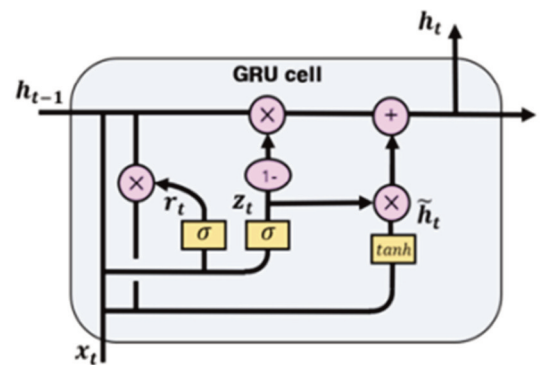 h_t
GRU cell
h_{t-1}
×
+
1-
×
r_t
z_t
×
h̃_t
σ
σ
tanh
x_t